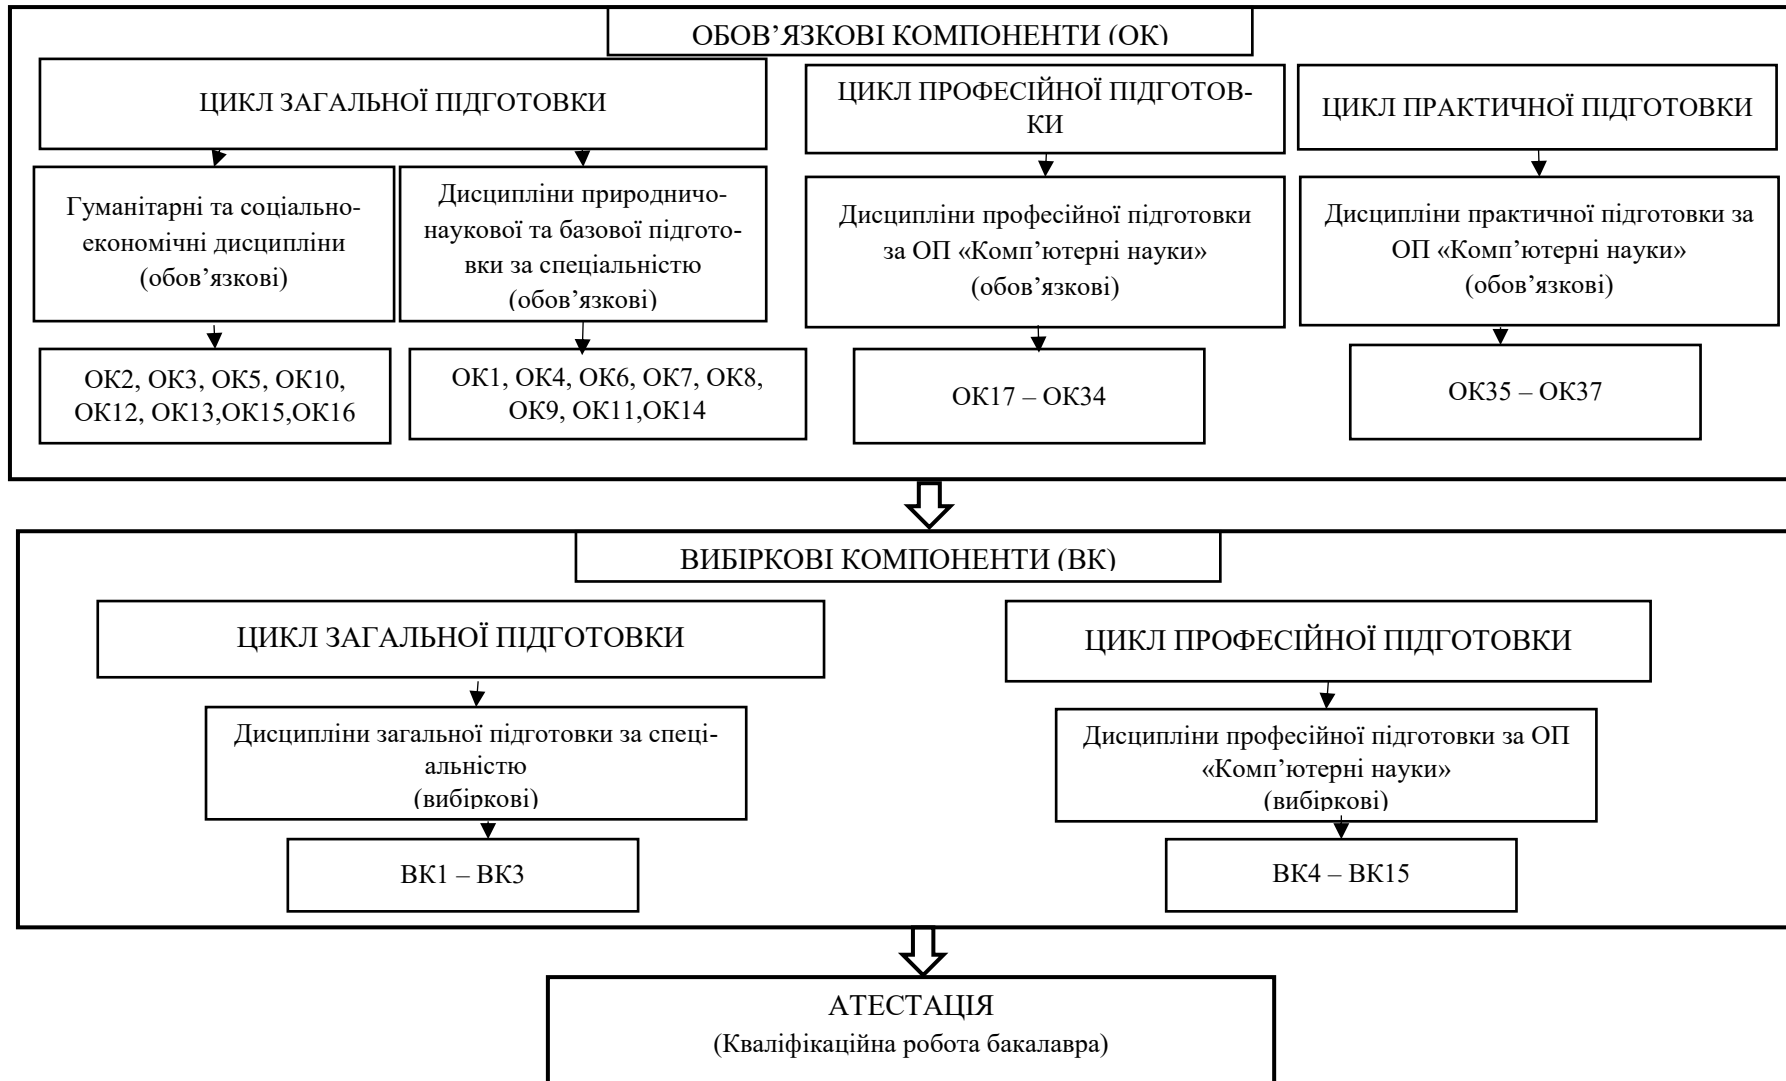 ОБОВ’ЯЗКОВІ КОМПОНЕНТИ (ОК)
ЦИКЛ ЗАГАЛЬНОЇ ПІДГОТОВКИ
Гуманітарні та соціально-
економічні дисципліни
(обов’язкові)
ОК2, ОК3, ОК5, ОК10,
ОК12, ОК13,ОК15,ОК16
Дисципліни природничо-
наукової та базової підгото-
вки за спеціальністю
(обов’язкові)
ОК1, ОК4, ОК6, ОК7, ОК8,
ОК9, ОК11,ОК14
ЦИКЛ ПРОФЕСІЙНОЇ ПІДГОТОВ-
КИ
Дисципліни професійної підготовки
за ОП «Комп’ютерні науки»
(обов’язкові)
ОК17 – ОК34
ЦИКЛ ПРАКТИЧНОЇ ПІДГОТОВКИ
Дисципліни практичної підготовки за
ОП «Комп’ютерні науки»
(обов’язкові)
ОК35 – ОК37
ВИБІРКОВІ КОМПОНЕНТИ (ВК)
ЦИКЛ ЗАГАЛЬНОЇ ПІДГОТОВКИ
Дисципліни загальної підготовки за спеці-
альністю
(вибіркові)
ВК1 – ВК3
ЦИКЛ ПРОФЕСІЙНОЇ ПІДГОТОВКИ
Дисципліни професійної підготовки за ОП
«Комп’ютерні науки»
(вибіркові)
ВК4 – ВК15
АТЕСТАЦІЯ
(Кваліфікаційна робота бакалавра)